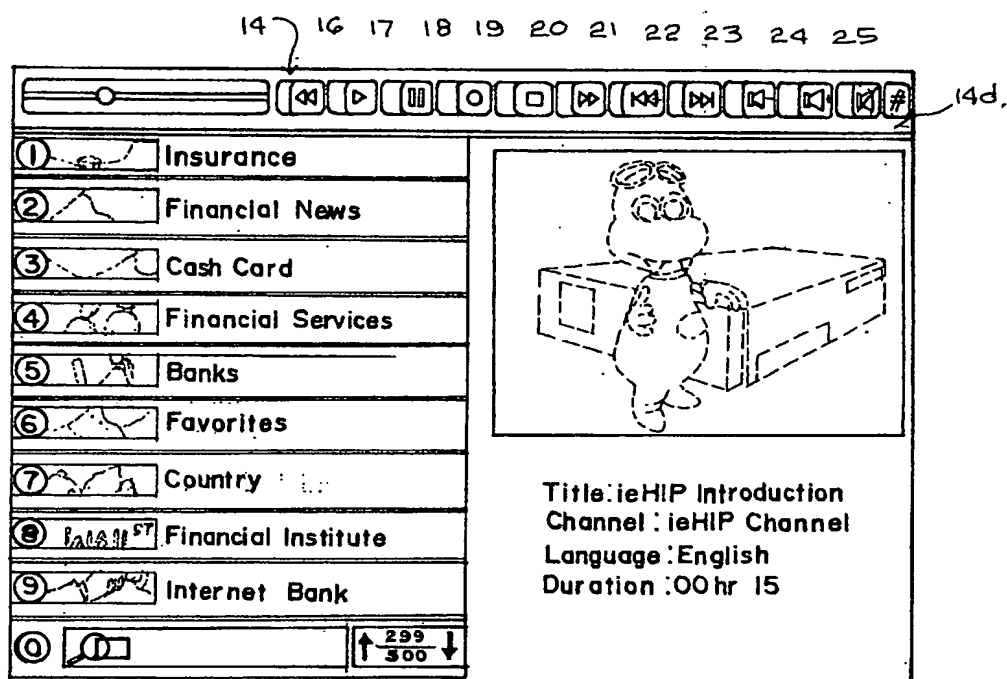 14 16 17 18 19 20 21 22 23 24 25
#
14d
1 Insurance
2 Financial News
3 Cash Card
4 Financial Services
5 Banks
6 Favorites
7 Country
8 ST Financial Institute
9 Internet Bank
0
↑ 299/300 ↓
Title:ieHIP Introduction
Channel:ieHIP Channel
Language:English
Duration:00hr 15